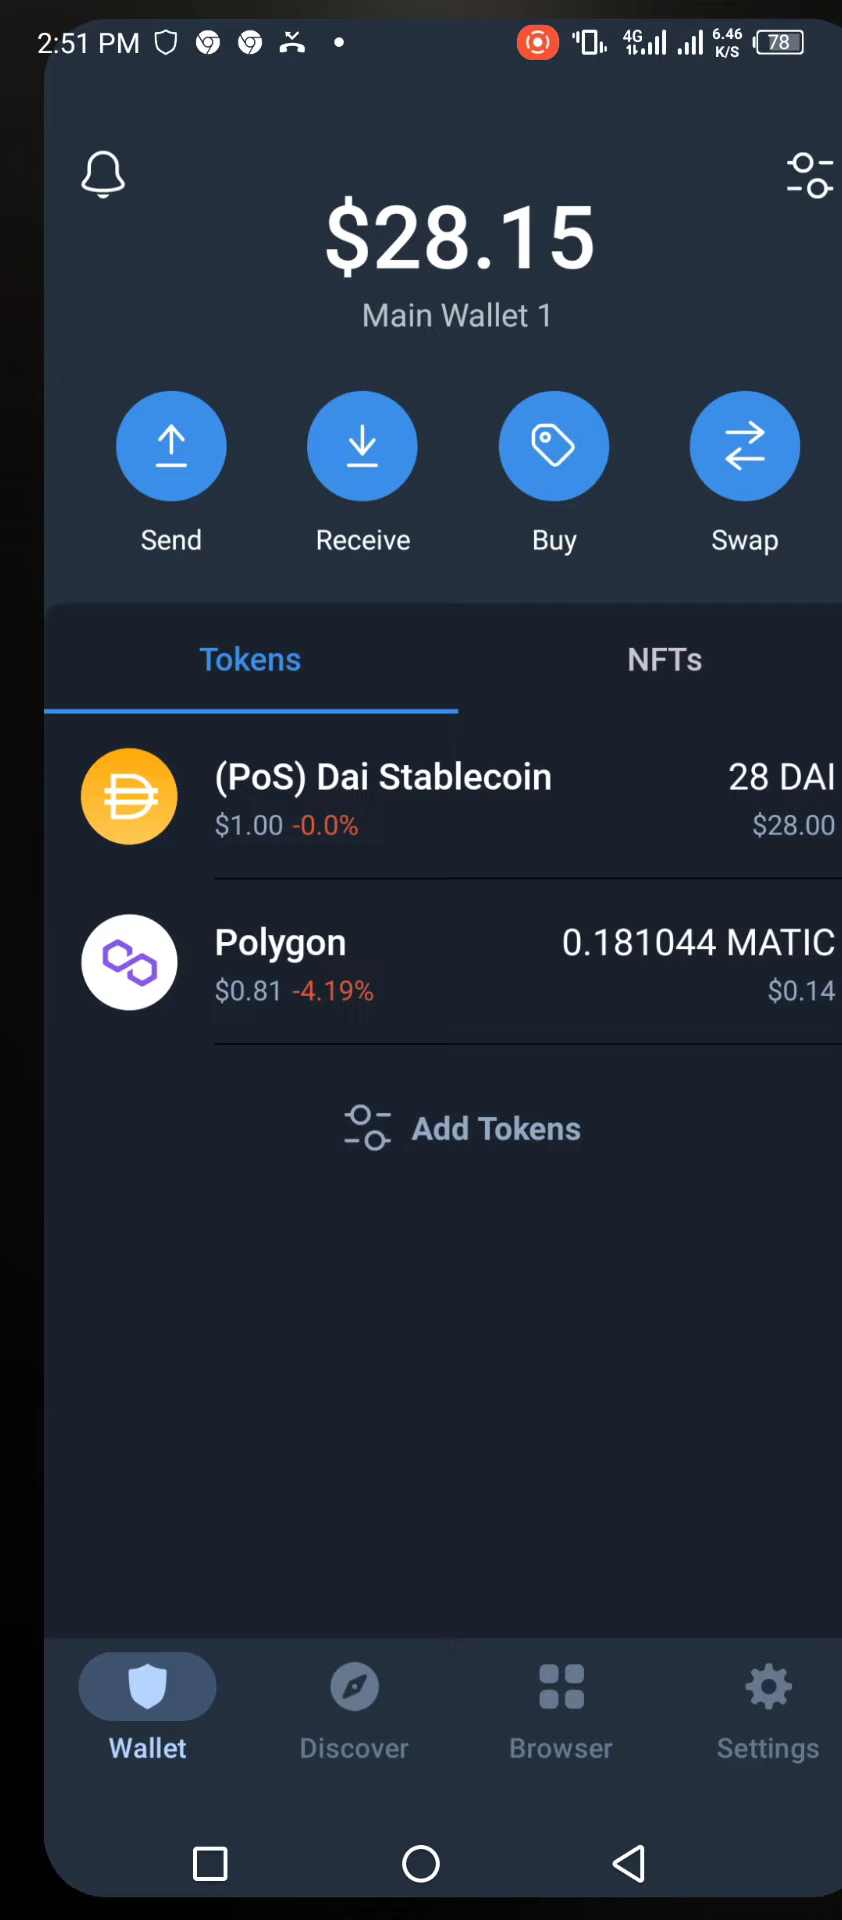 2:51 PM 4G 6.46 K/S 78
$28.15
Main Wallet 1
Send Receive Buy Swap
Tokens NFTs
(PoS) Dai Stablecoin 28 DAI
$1.00 -0.0% $28.00
Polygon 0.181044 MATIC
$0.81 -4.19% $0.14
Add Tokens
Wallet Discover Browser Settings